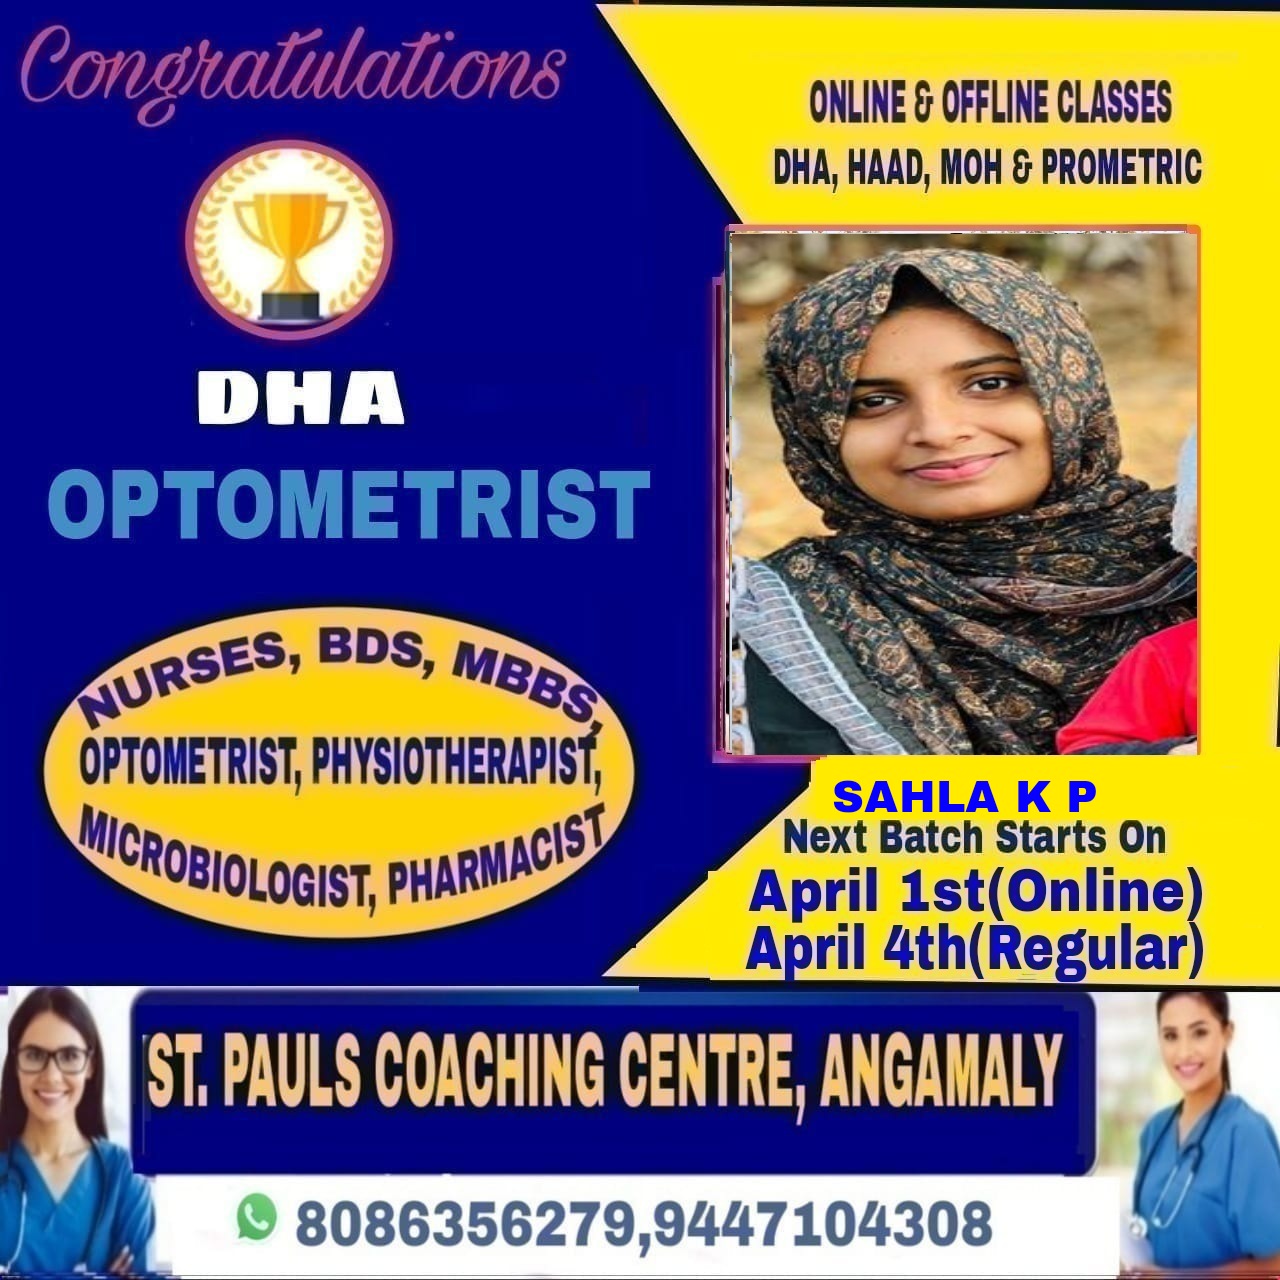 Congratulations
DHA
OPTOMETRIST
NURSES, BDS, MBBS,
OPTOMETRIST, PHYSIOTHERAPIST,
MICROBIOLOGIST, PHARMACIST
ONLINE & OFFLINE CLASSES
DHA, HAAD, MOH & PROMETRIC
SAHLA K P
Next Batch Starts On
April 1st(Online)
April 4th(Regular)
ST. PAULS COACHING CENTRE, ANGAMALY
8086356279,9447104308